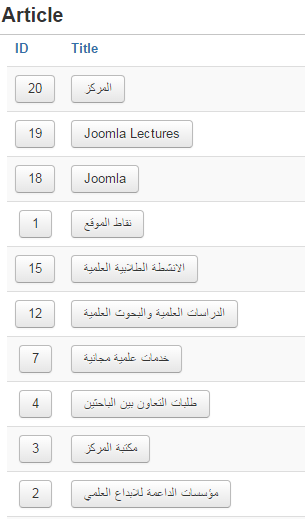 Article
ID Title
20 المركز
19 Joomla Lectures
18 Joomla
1 نقاط الموقع
15 الانشطة الطلابية العلمية
12 الدراسات العلمية والبحوث العلمية
7 خدمات علمية مجانية
4 طلبات التعاون بين الباحثين
3 مكتبة المركز
2 مؤسسات الداعمة للابداع العلمي